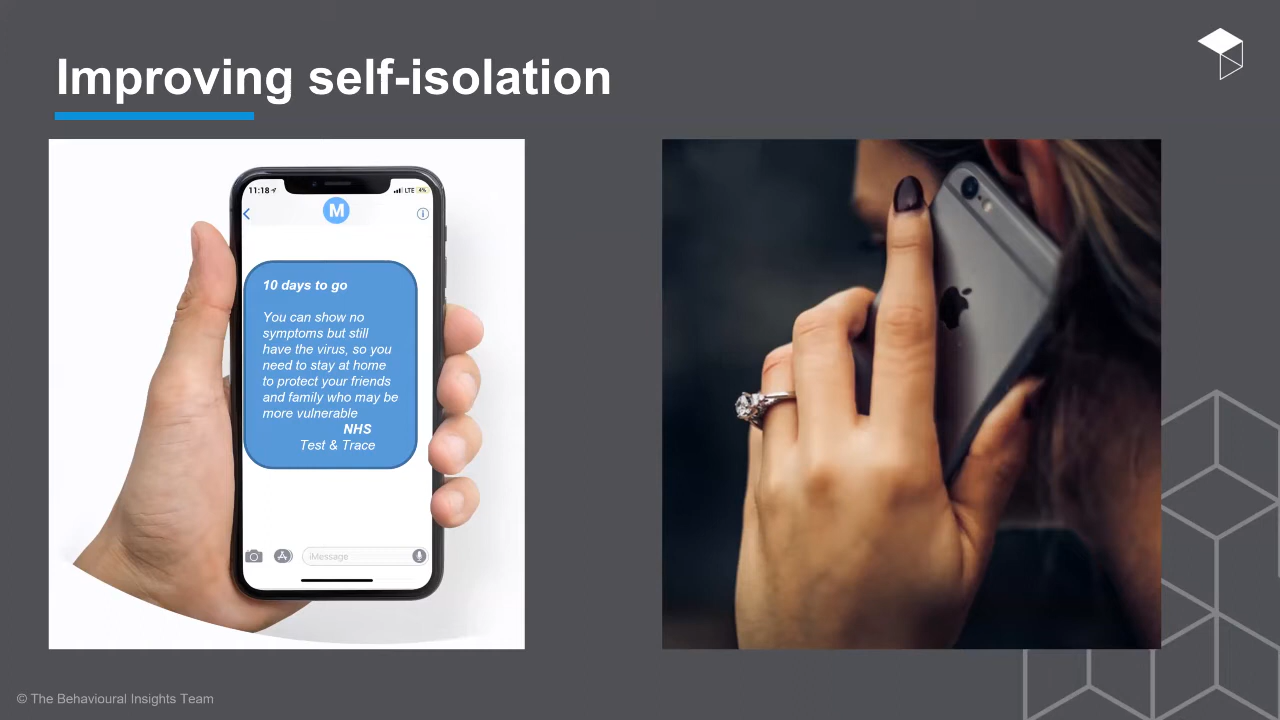 Improving self-isolation
11:18
LTE 4%
M
10 days to go
You can show no
symptoms but still
have the virus, so you
need to stay at home
to protect your friends
and family who may be
more vulnerable
NHS
Test & Trace
iMessage
© The Behavioural Insights Team